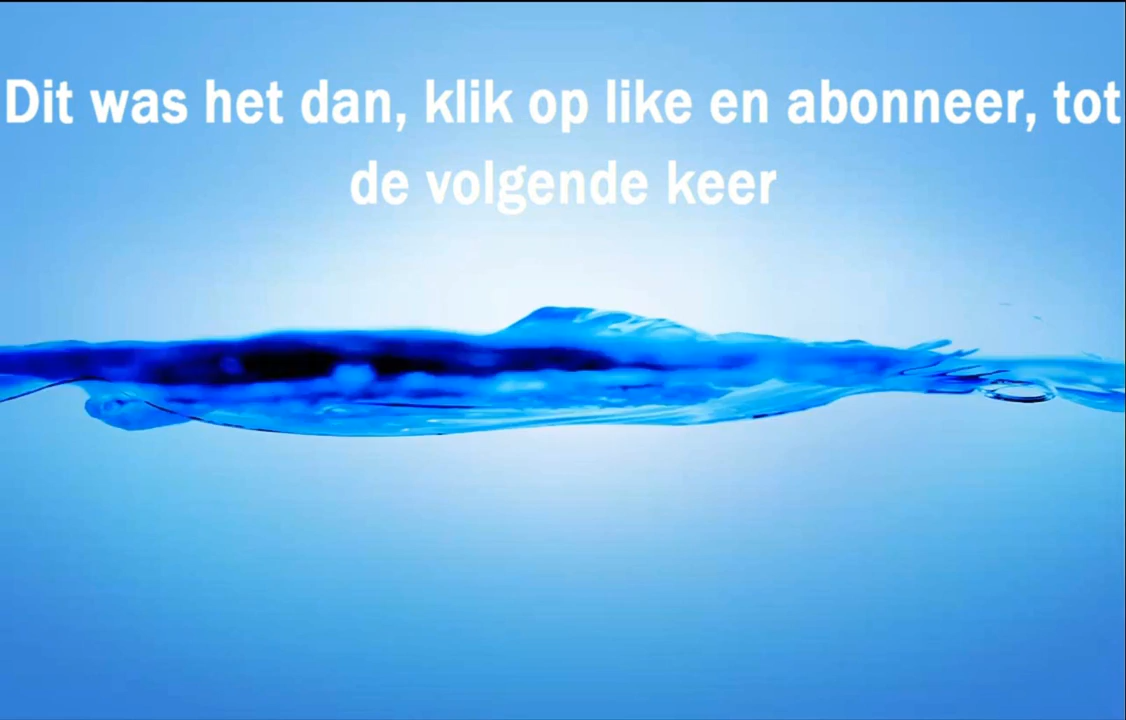 Dit was het dan, klik op like en abonneer, tot
de volgende keer